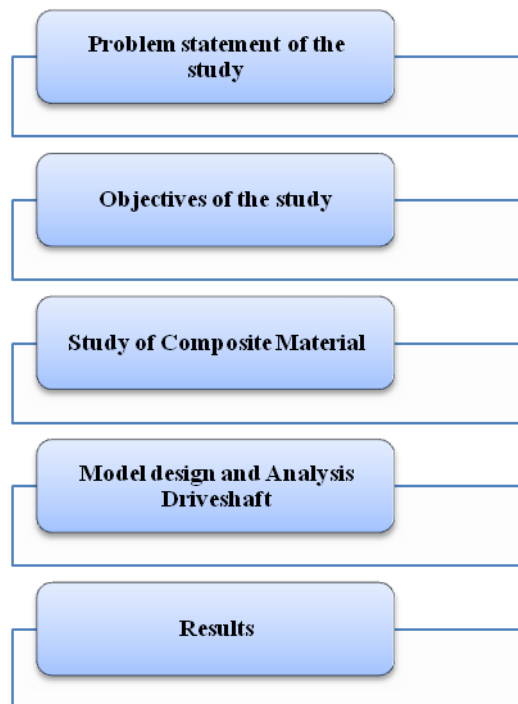 Problem statement of the
study
Objectives of the study
Study of Composite Material
Model design and Analysis
Driveshaft
Results